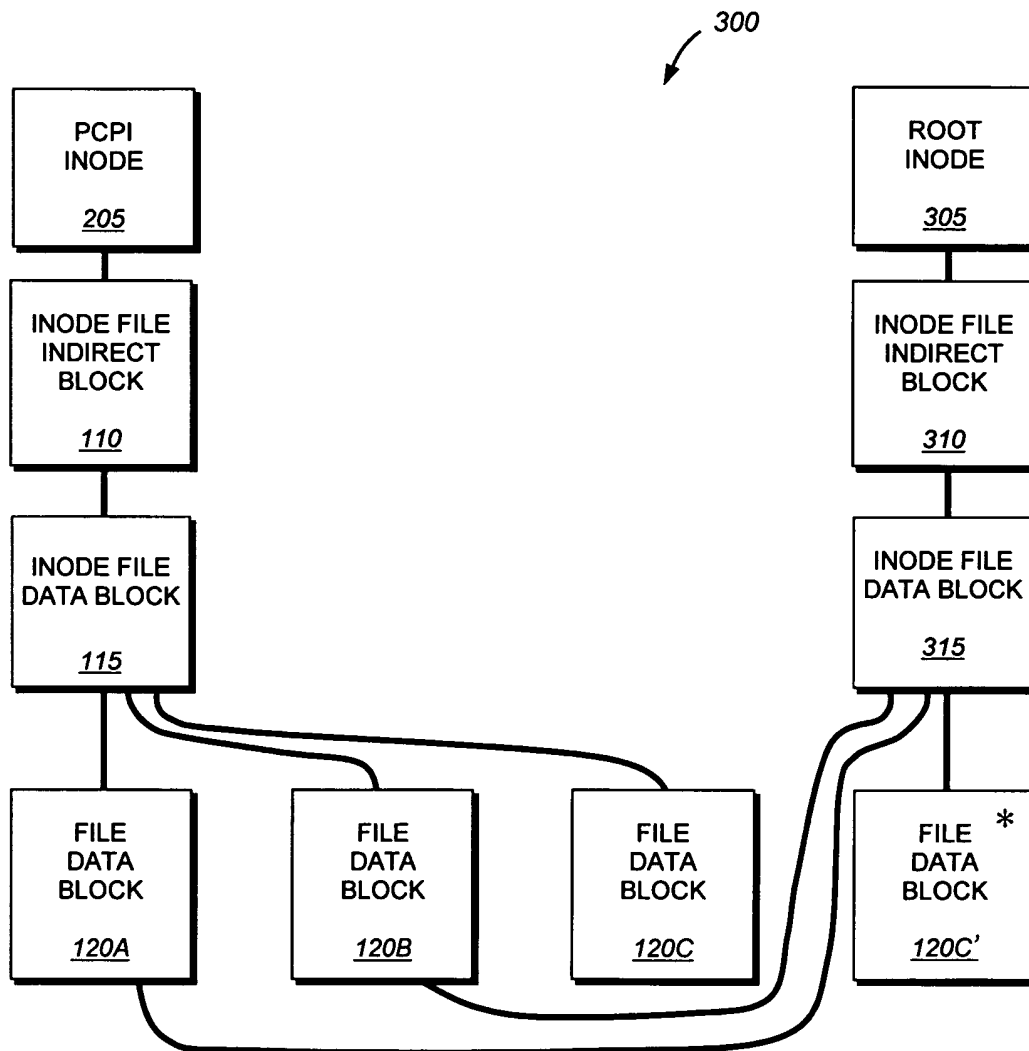 300
PCPI
INODE
205
ROOT
INODE
305
INODE FILE
INDIRECT
BLOCK
110
INODE FILE
INDIRECT
BLOCK
310
INODE FILE
DATA BLOCK
115
INODE FILE
DATA BLOCK
315
FILE
DATA
BLOCK
120A
FILE
DATA
BLOCK
120B
FILE
DATA
BLOCK
120C
FILE *
DATA
BLOCK
120C'